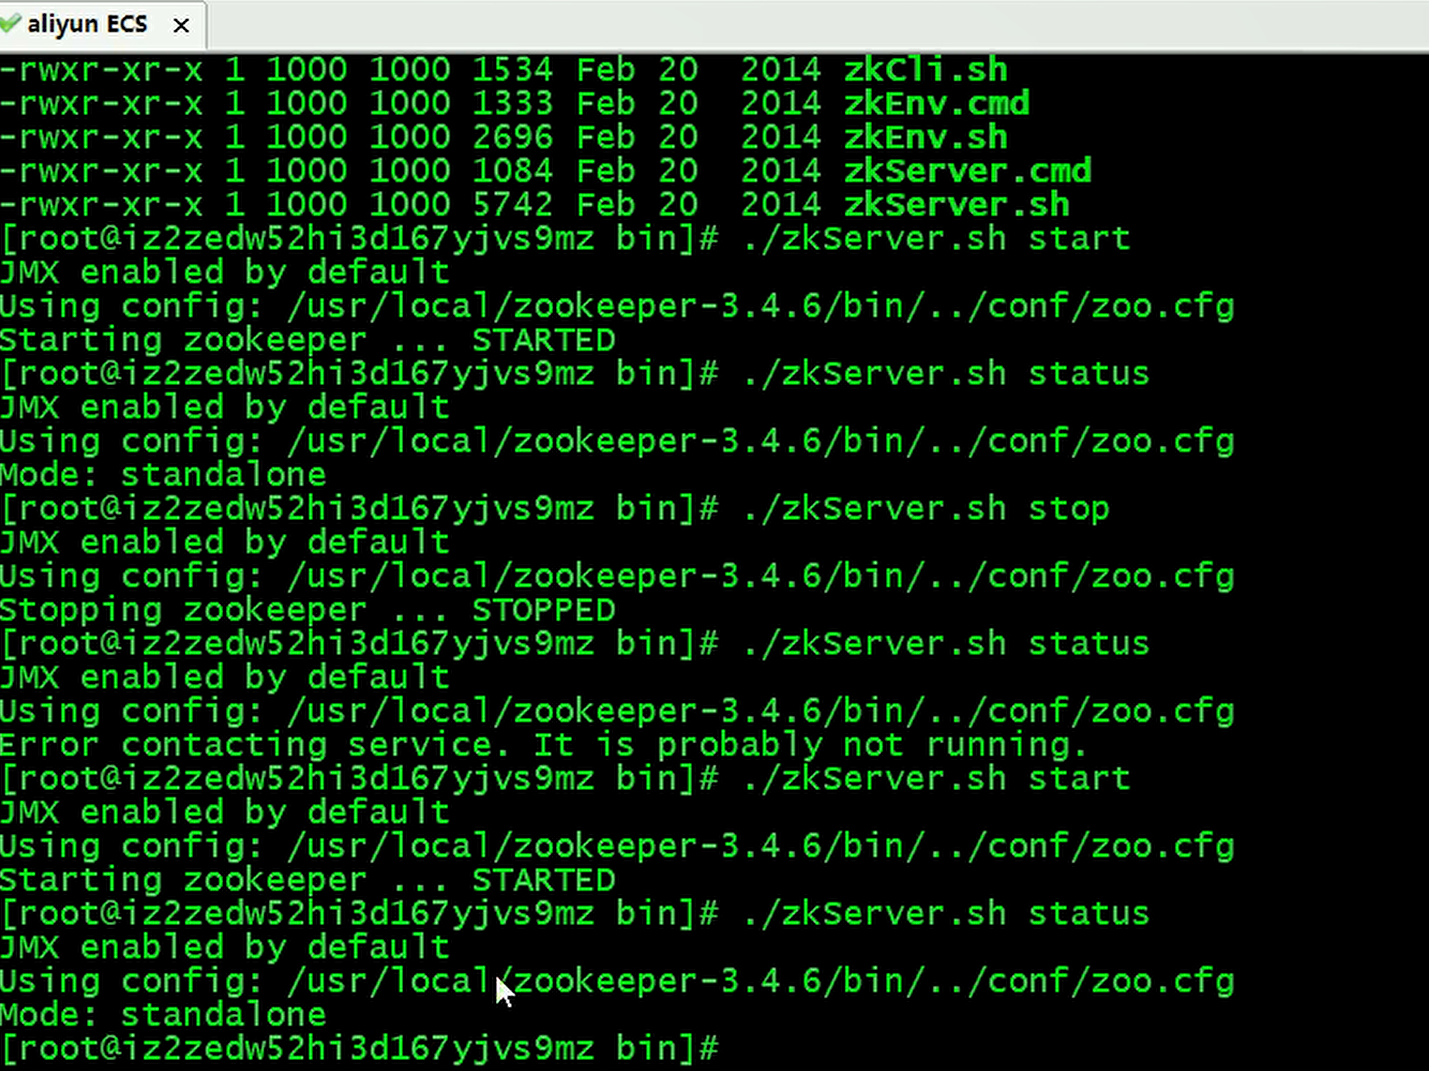 aliyun ECS ×
-rwxr-xr-x 1 1000 1000 1534 Feb 20  2014 zkCli.sh
-rwxr-xr-x 1 1000 1000 1333 Feb 20  2014 zkEnv.cmd
-rwxr-xr-x 1 1000 1000 2696 Feb 20  2014 zkEnv.sh
-rwxr-xr-x 1 1000 1000 1084 Feb 20  2014 zkServer.cmd
-rwxr-xr-x 1 1000 1000 5742 Feb 20  2014 zkServer.sh
[root@iz2zedw52hi3d167yjvs9mz bin]# ./zkServer.sh start
JMX enabled by default
Using config: /usr/local/zookeeper-3.4.6/bin/../conf/zoo.cfg
Starting zookeeper ... STARTED
[root@iz2zedw52hi3d167yjvs9mz bin]# ./zkServer.sh status
JMX enabled by default
Using config: /usr/local/zookeeper-3.4.6/bin/../conf/zoo.cfg
Mode: standalone
[root@iz2zedw52hi3d167yjvs9mz bin]# ./zkServer.sh stop
JMX enabled by default
Using config: /usr/local/zookeeper-3.4.6/bin/../conf/zoo.cfg
Stopping zookeeper ... STOPPED
[root@iz2zedw52hi3d167yjvs9mz bin]# ./zkServer.sh status
JMX enabled by default
Using config: /usr/local/zookeeper-3.4.6/bin/../conf/zoo.cfg
Error contacting service. It is probably not running.
[root@iz2zedw52hi3d167yjvs9mz bin]# ./zkServer.sh start
JMX enabled by default
Using config: /usr/local/zookeeper-3.4.6/bin/../conf/zoo.cfg
Starting zookeeper ... STARTED
[root@iz2zedw52hi3d167yjvs9mz bin]# ./zkServer.sh status
JMX enabled by default
Using config: /usr/local/zookeeper-3.4.6/bin/../conf/zoo.cfg
Mode: standalone
[root@iz2zedw52hi3d167yjvs9mz bin]#